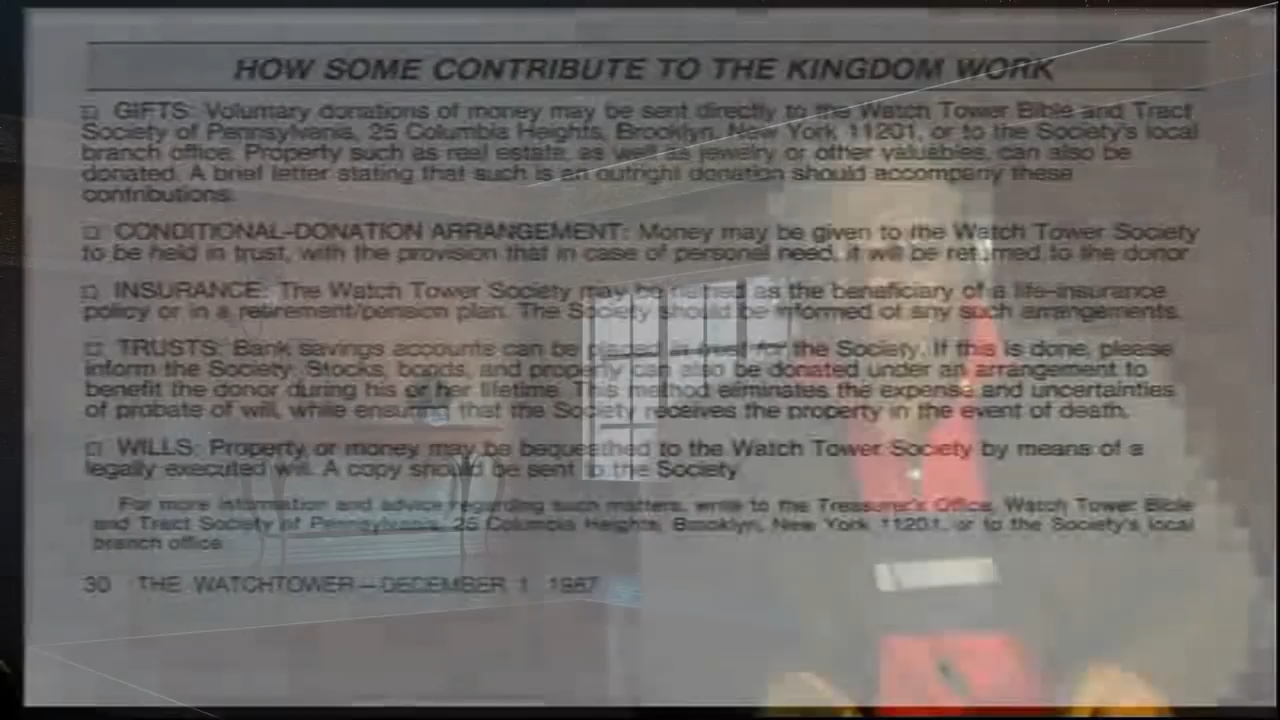 HOW SOME CONTRIBUTE TO THE KINGDOM WORK
□ GIFTS: Voluntary donations of money may be sent directly to the Watch Tower Bible and Tract
Society of Pennsylvania, 25 Columbia Heights, Brooklyn, New York 11201, or to the Society's local
branch office. Property such as real estate, as well as jewelry or other valuables, can also be
donated. A brief letter stating that such is an outright donation should accompany these
contributions.
□ CONDITIONAL-DONATION ARRANGEMENT: Money may be given to the Watch Tower Society
to be held in trust, with the provision that in case of personal need, it will be returned to the donor.
□ INSURANCE: The Watch Tower Society may be named as the beneficiary of a life-insurance
policy or in a retirement/pension plan. The Society should be informed of any such arrangements.
□ TRUSTS: Bank savings accounts can be placed in trust for the Society. If this is done, please
inform the Society. Stocks, bonds, and property can also be donated under an arrangement to
benefit the donor during his or her lifetime. This method eliminates the expense and uncertainties
of probate of will, while ensuring that the Society receives the property in the event of death.
□ WILLS: Property or money may be bequeathed to the Watch Tower Society by means of a
legally executed will. A copy should be sent to the Society.
For more information and advice regarding such matters, write to the Treasurer's Office, Watch Tower Bible
and Tract Society of Pennsylvania, 25 Columbia Heights, Brooklyn, New York 11201, or to the Society's local
branch office.
30 THE WATCHTOWER—DECEMBER 1, 1987